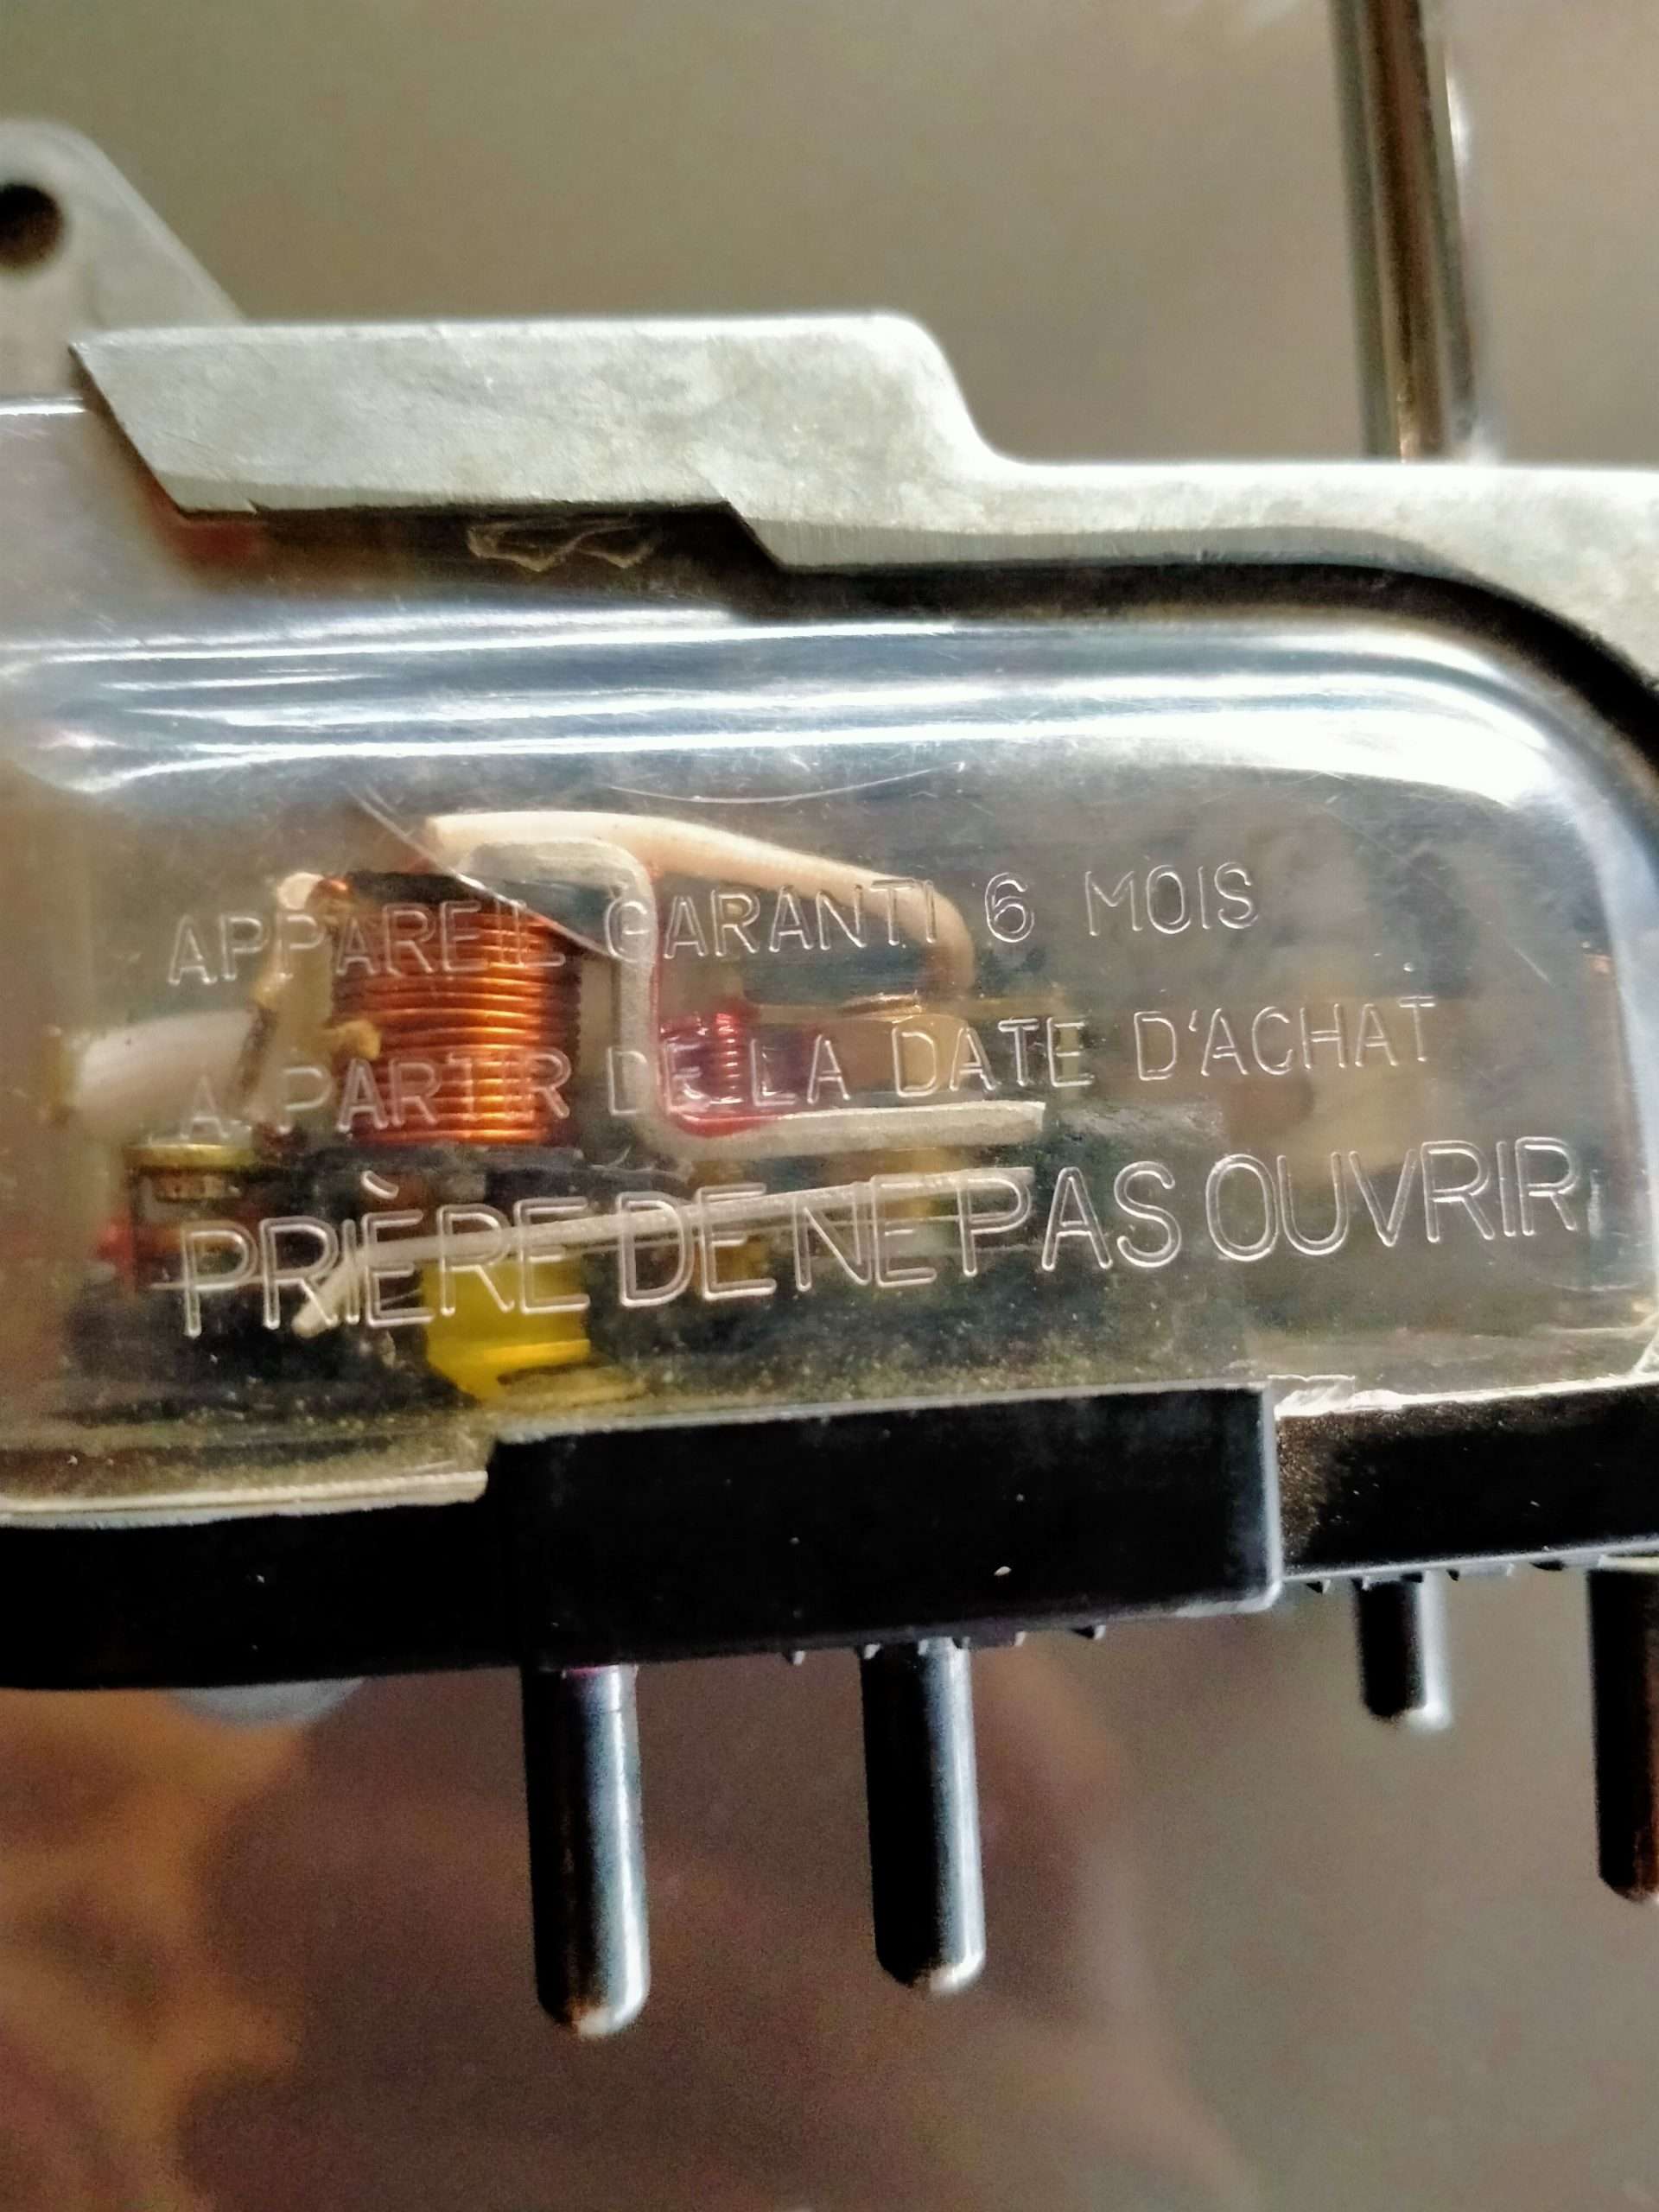 APPAREIL GARANTI 6 MOIS
A PARTIR DE LA DATE D'ACHAT
PRIÈRE DE NE PAS OUVRIR